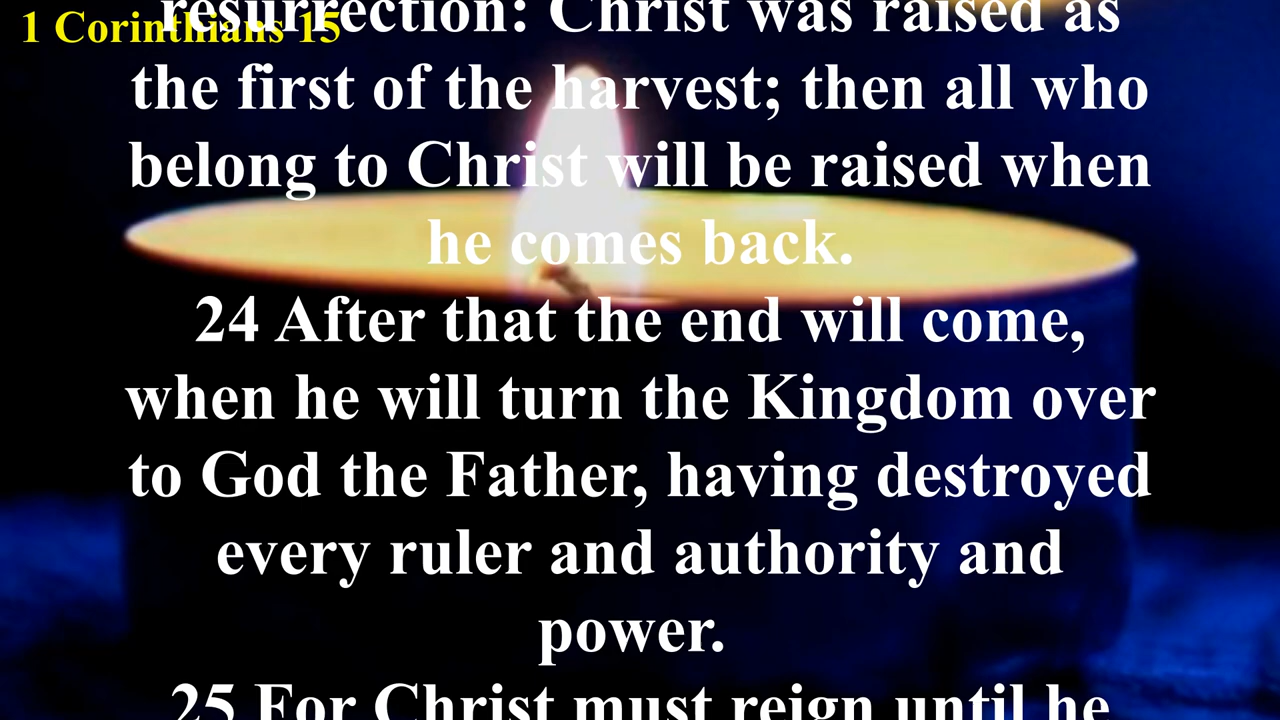 1 Corinthians 15
resurrection: Christ was raised as
the first of the harvest; then all who
belong to Christ will be raised when
he comes back.
24 After that the end will come,
when he will turn the Kingdom over
to God the Father, having destroyed
every ruler and authority and
power.
25 For Christ must reign until he